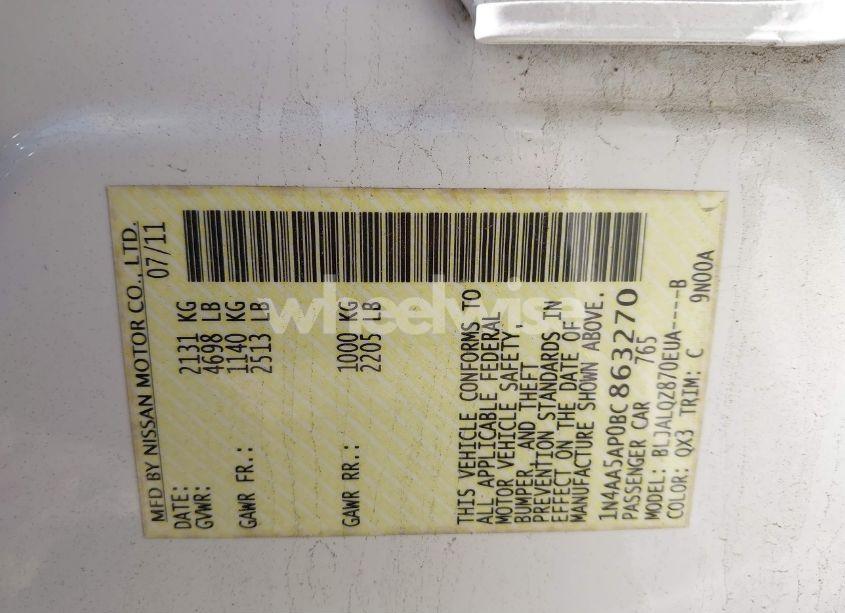 MFD BY NISSAN MOTOR CO., LTD.
DATE: 07/11
GVWR: 2131 KG
4698 LB
GAWR FR.: 1140 KG
2513 LB
GAWR RR.: 1000 KG
2205 LB
THIS VEHICLE CONFORMS TO
ALL APPLICABLE FEDERAL
MOTOR VEHICLE SAFETY,
BUMPER, AND THEFT
PREVENTION STANDARDS IN
EFFECT ON THE DATE OF
MANUFACTURE SHOWN ABOVE.
1N4AA5AP0BC863270
PASSENGER CAR 765
MODEL: BLJALQZ870EUA----B
COLOR: QX3 TRIM: C 9N00A
wheelwise